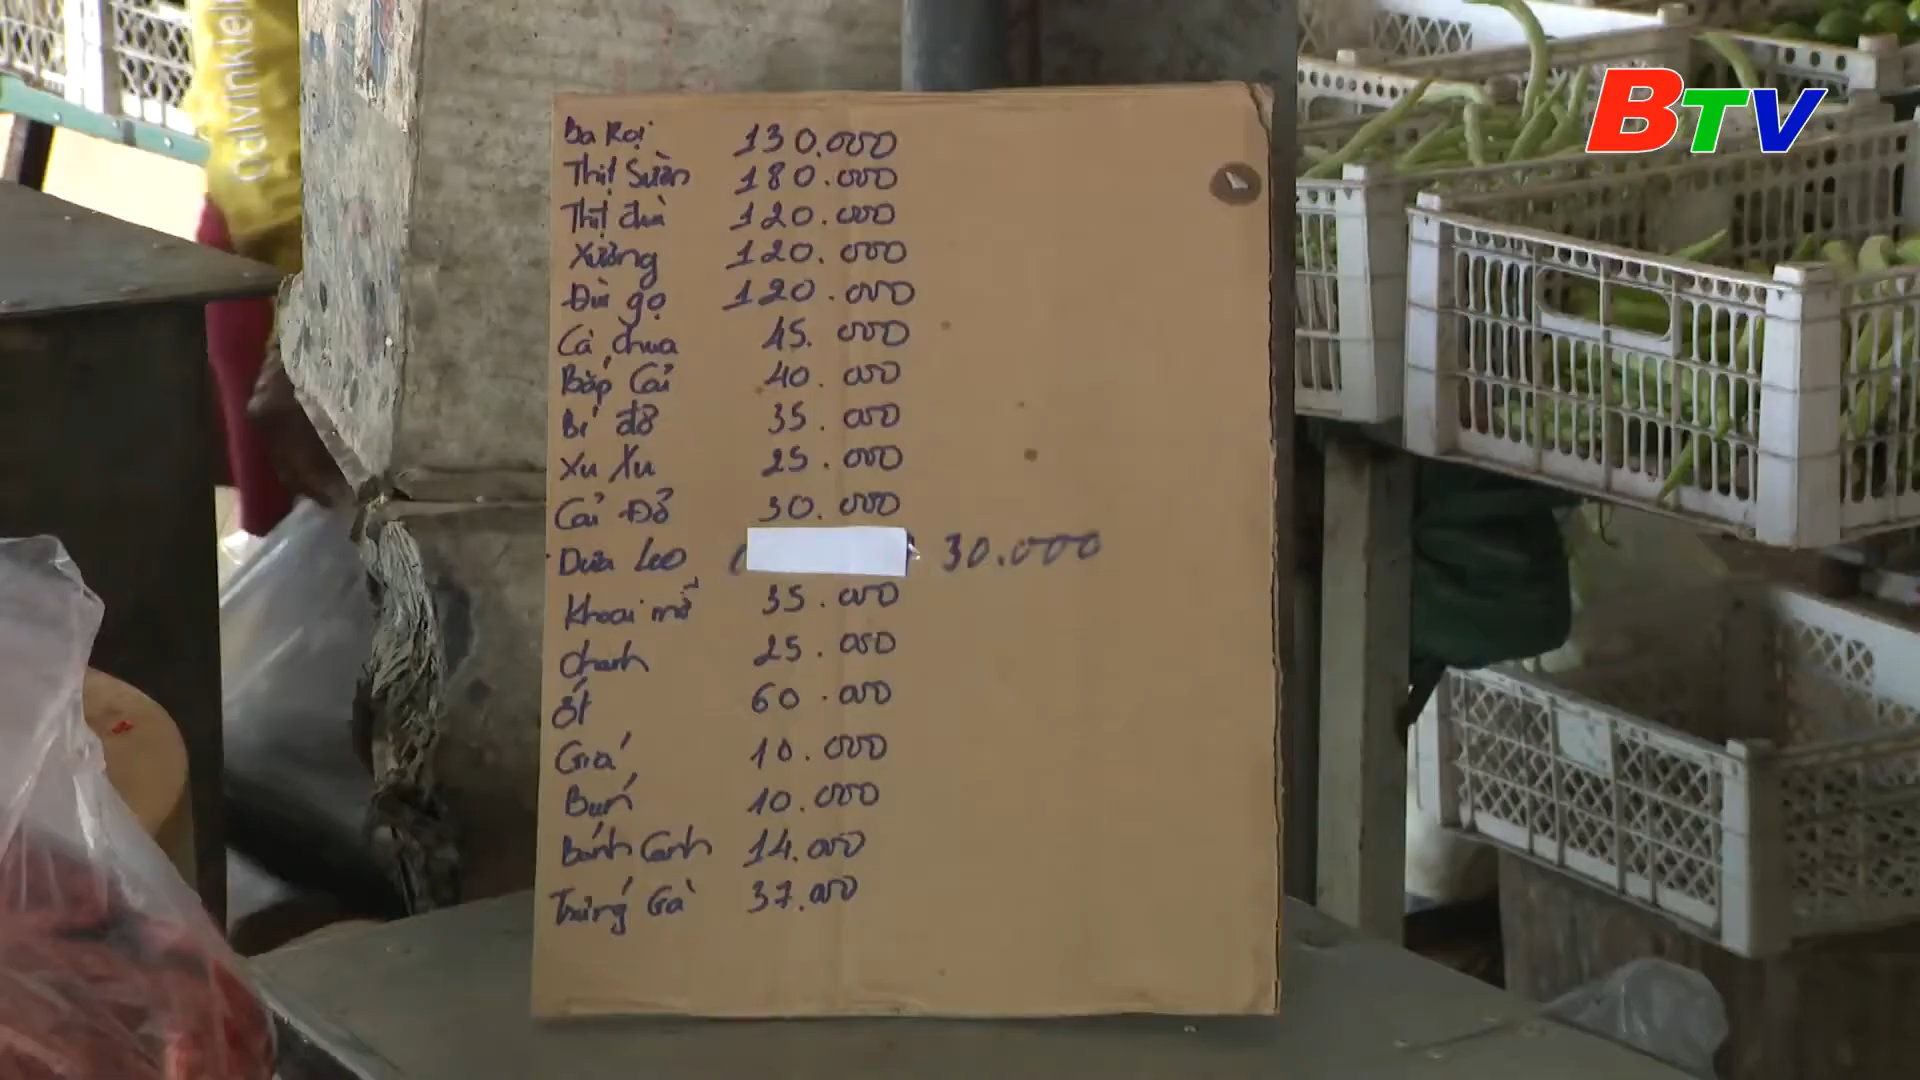 BTV
Ba Rọi 130.000
Thịt Sườn 180.000
Thịt đùi 120.000
Xương 120.000
Đùi gọ 120.000
Cà chua 45.000
Bắp Cải 40.000
Bí đỏ 35.000
Xu Xu 25.000
Cải Đỏ 30.000
Dưa Leo 30.000
Khoai mỡ 35.000
chanh 25.000
ớt 60.000
Giá 10.000
Bún 10.000
Bánh Canh 14.000
Trứng Gà 37.000